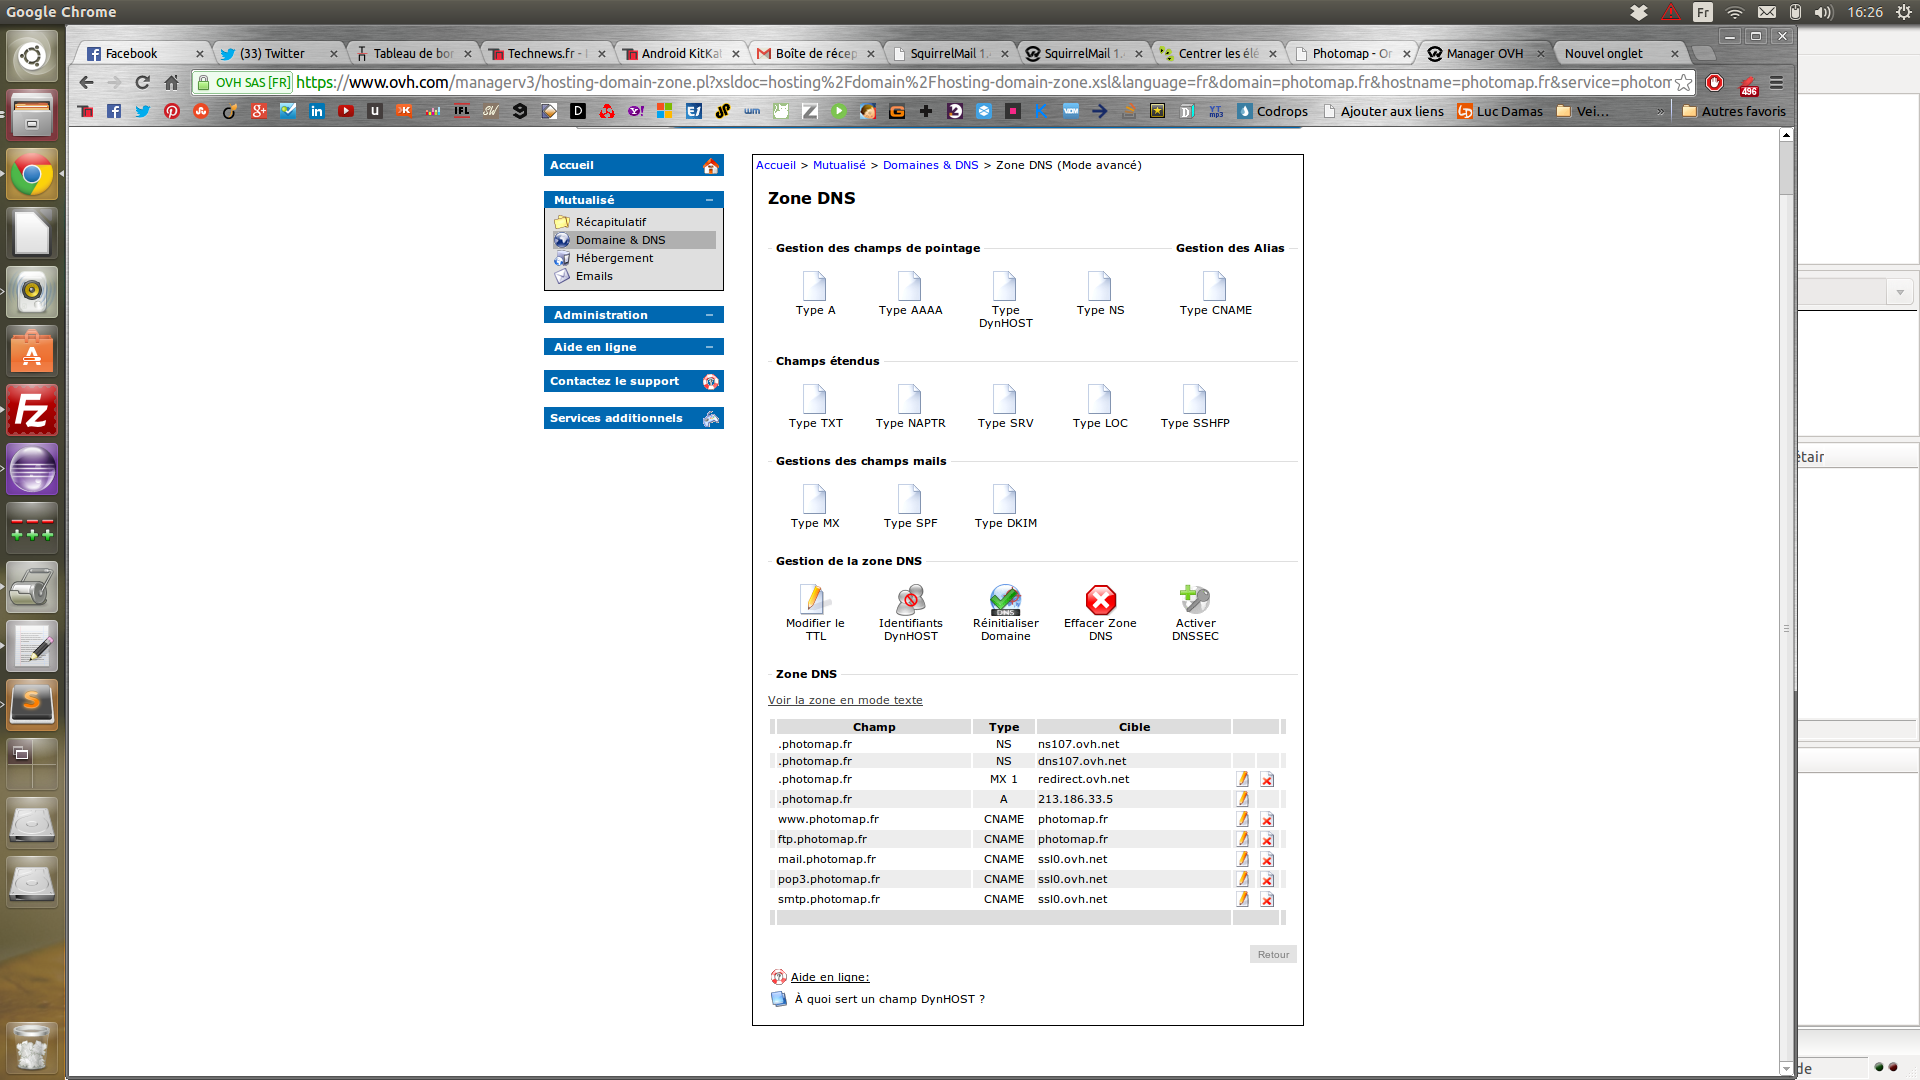 Google Chrome
Fr
16:26
Facebook
(33) Twitter
Tableau de bor
Technews.fr -
Android KitKa
Boîte de récep
SquirrelMail 1.
SquirrelMail 1.
Centrer les élé
Photomap - Or
Manager OVH
Nouvel onglet
OVH SAS [FR]
https://www.ovh.com/managerv3/hosting-domain-zone.pl?xsldoc=hosting%2Fdomain%2Fhosting-domain-zone.xsl&language=fr&domain=photomap.fr&hostname=photomap.fr&service=photom
496
Codrops
Ajouter aux liens
Luc Damas
Vei...
»
Autres favoris
Accueil
Mutualisé
Récapitulatif
Domaine & DNS
Hébergement
Emails
Administration
Aide en ligne
Contactez le support
Services additionnels
Accueil > Mutualisé > Domaines & DNS > Zone DNS (Mode avancé)
Zone DNS
Gestion des champs de pointage
Gestion des Alias
Type A
Type AAAA
Type DynHOST
Type NS
Type CNAME
Champs étendus
Type TXT
Type NAPTR
Type SRV
Type LOC
Type SSHFP
Gestions des champs mails
Type MX
Type SPF
Type DKIM
Gestion de la zone DNS
Modifier le TTL
Identifiants DynHOST
Réinitialiser Domaine
Effacer Zone DNS
Activer DNSSEC
Zone DNS
Voir la zone en mode texte
Champ Type Cible
.photomap.fr NS ns107.ovh.net
.photomap.fr NS dns107.ovh.net
.photomap.fr MX 1 redirect.ovh.net
.photomap.fr A 213.186.33.5
www.photomap.fr CNAME photomap.fr
ftp.photomap.fr CNAME photomap.fr
mail.photomap.fr CNAME ssl0.ovh.net
pop3.photomap.fr CNAME ssl0.ovh.net
smtp.photomap.fr CNAME ssl0.ovh.net
Retour
Aide en ligne:
À quoi sert un champ DynHOST ?
étair
de